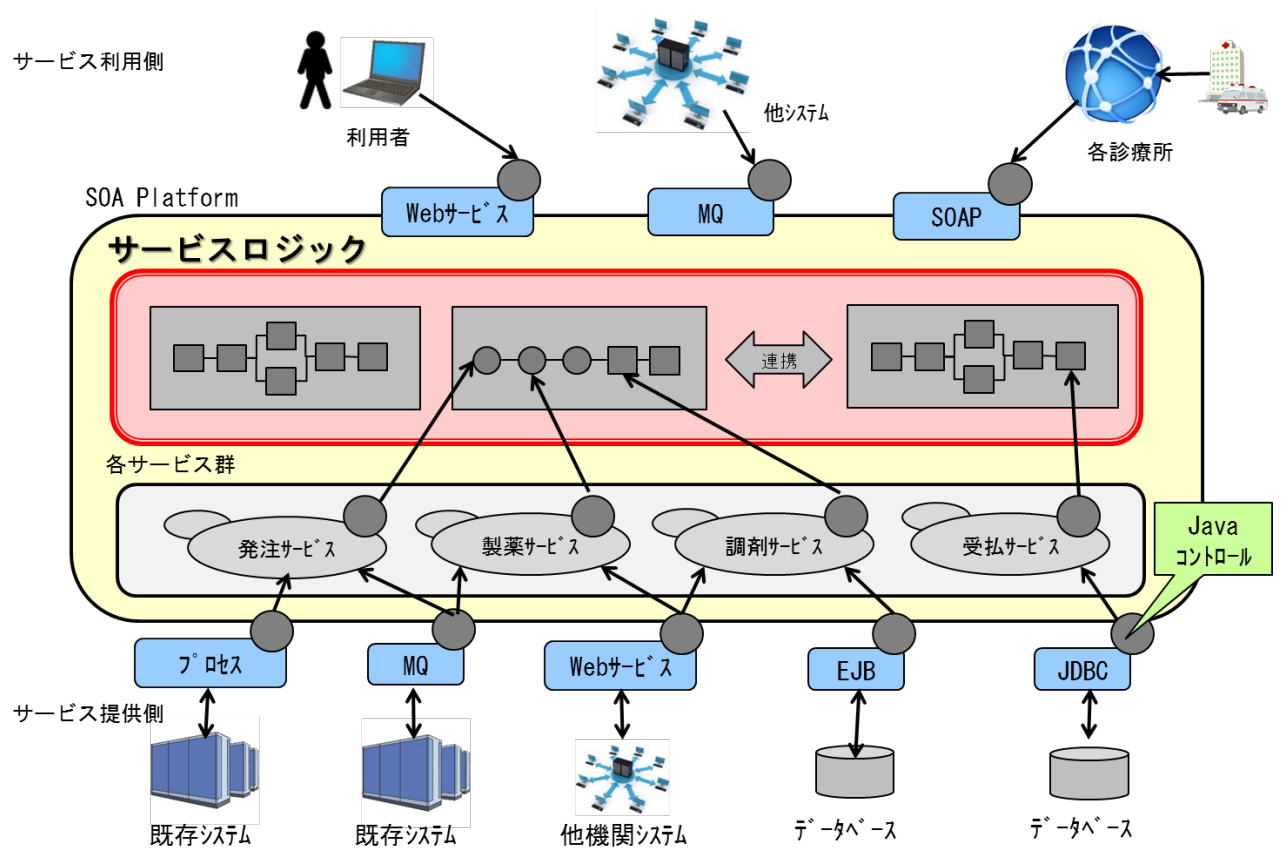 サービス利用側
利用者
他ｼｽﾃﾑ
各診療所
SOA Platform
Webｻｰﾋﾞｽ
MQ
SOAP
サービスロジック
連携
各サービス群
発注ｻｰﾋﾞｽ
製薬ｻｰﾋﾞｽ
調剤ｻｰﾋﾞｽ
受払ｻｰﾋﾞｽ
Java
ｺﾝﾄﾛｰﾙ
ﾌﾟﾛｾｽ
MQ
Webｻｰﾋﾞｽ
EJB
JDBC
サービス提供側
既存ｼｽﾃﾑ
既存ｼｽﾃﾑ
他機関ｼｽﾃﾑ
ﾃﾞｰﾀﾍﾞｰｽ
ﾃﾞｰﾀﾍﾞｰｽ